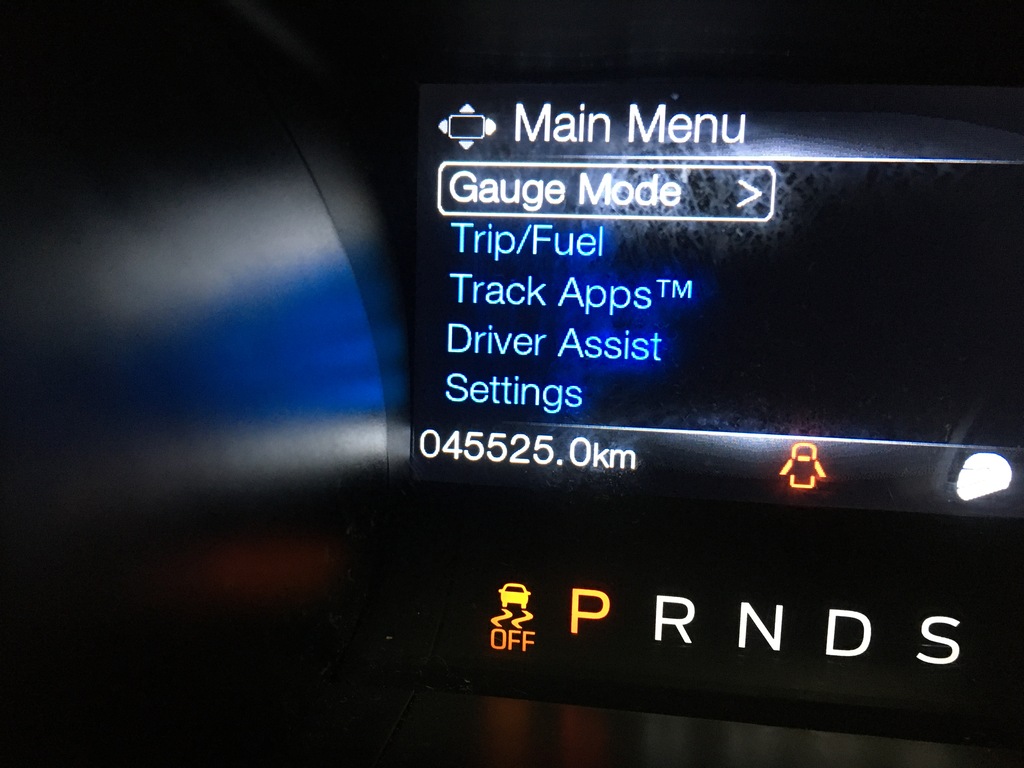 Main Menu
Gauge Mode >
Trip/Fuel
Track Apps™
Driver Assist
Settings
045525.0km
OFF P R N D S